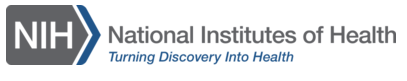 NIH National Institutes of Health
Turning Discovery Into Health